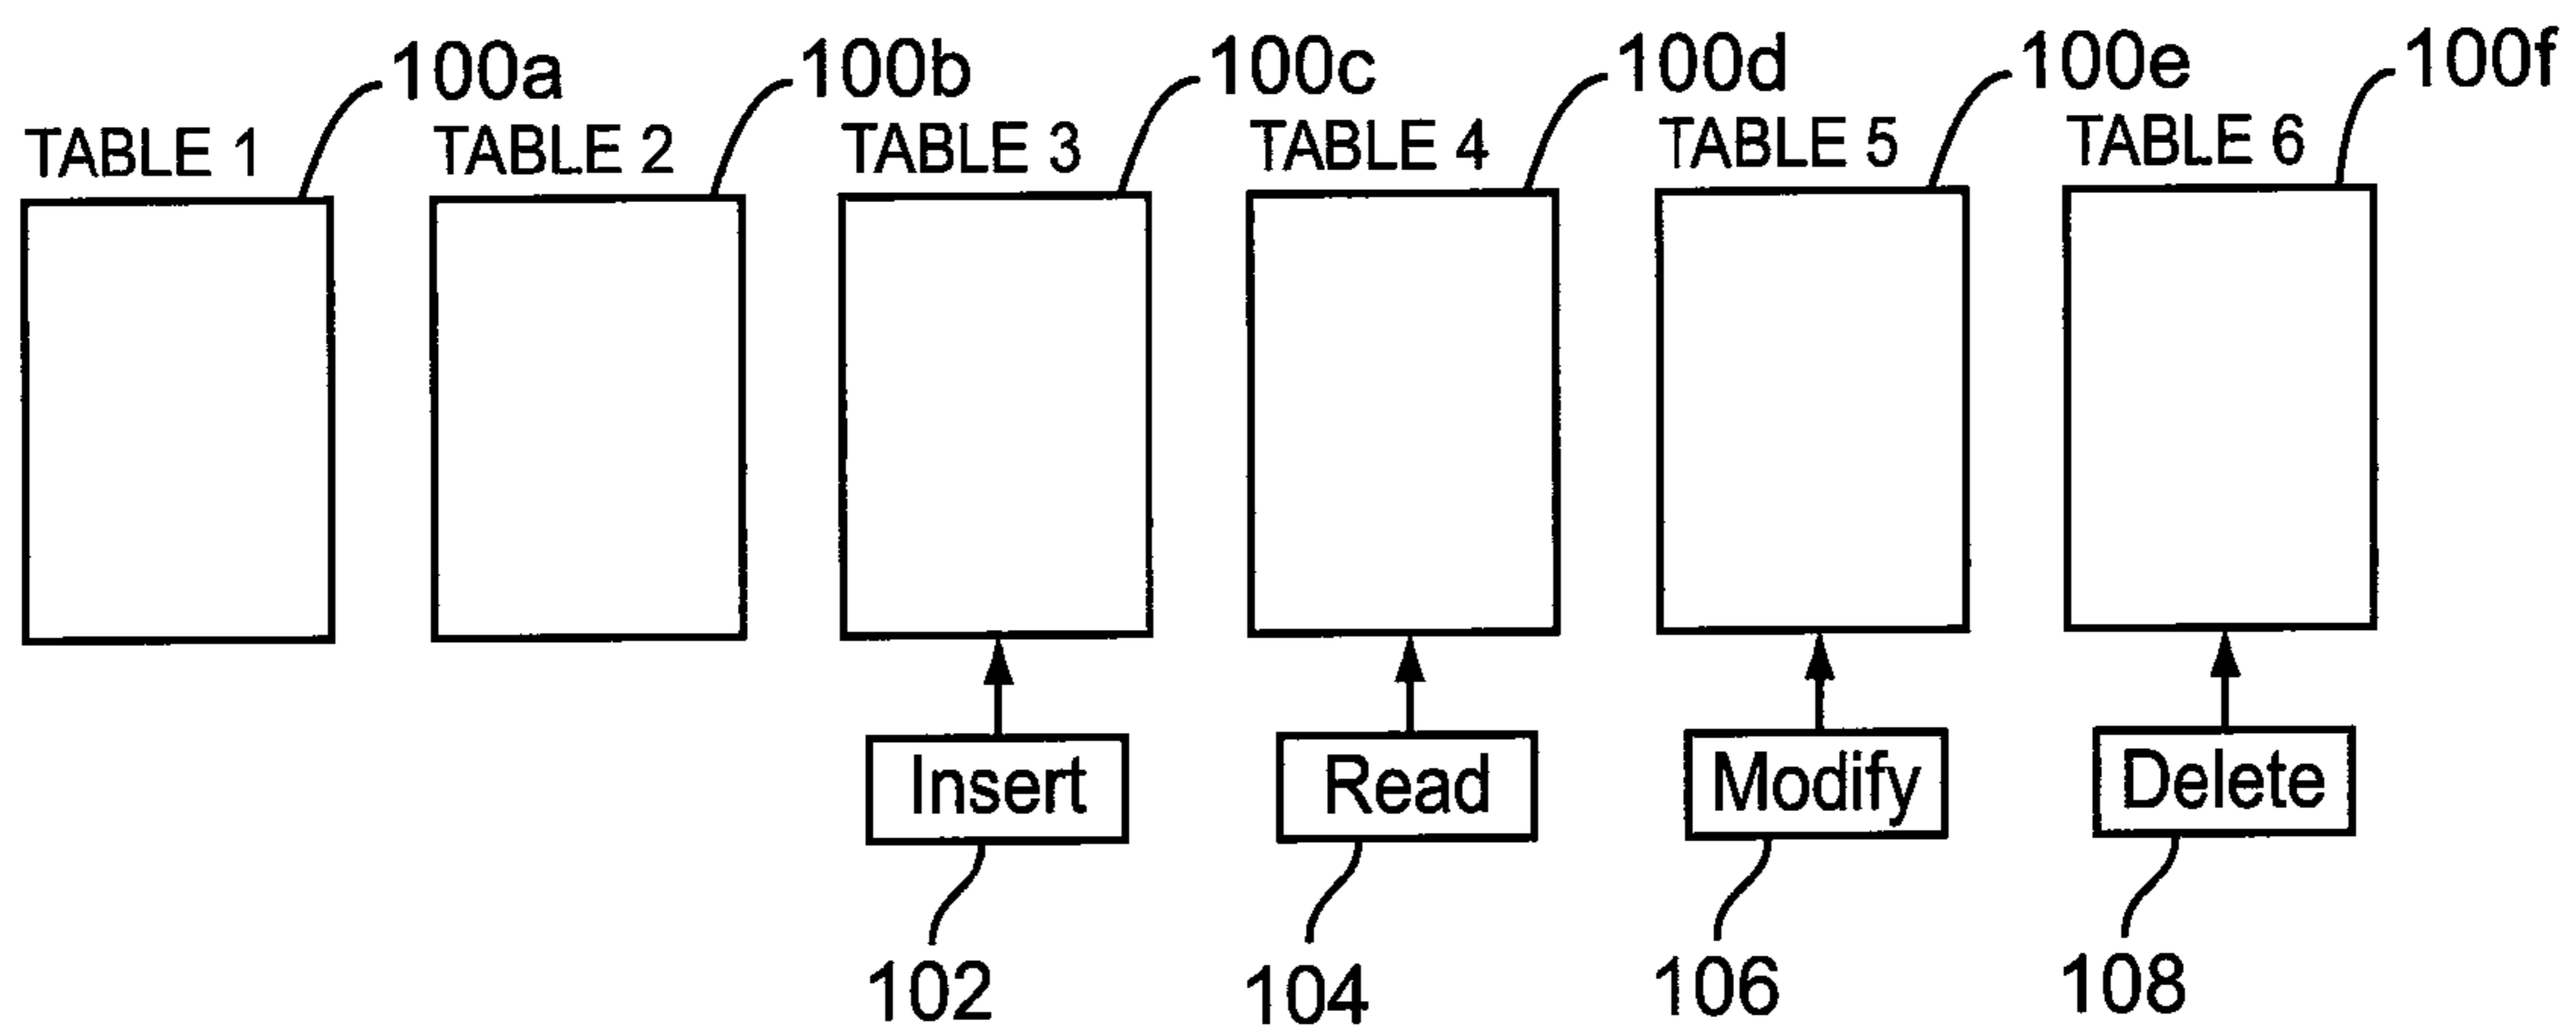 100a 100b 100c 100d 100e 100f
TABLE 1 TABLE 2 TABLE 3 TABLE 4 TABLE 5 TABLE 6
Insert Read Modify Delete
102 104 106 108